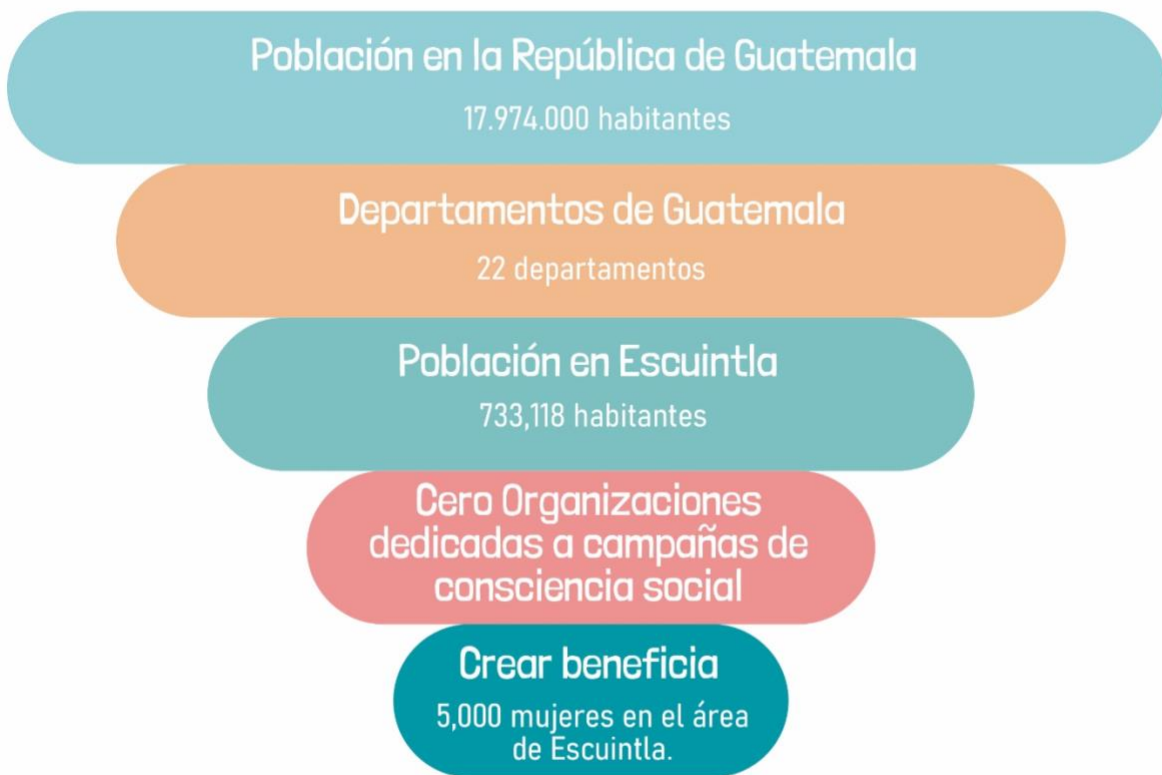 Población en la República de Guatemala
17.974.000 habitantes
Departamentos de Guatemala
22 departamentos
Población en Escuintla
733,118 habitantes
Cero Organizaciones
dedicadas a campañas de
consciencia social
Crear beneficia
5,000 mujeres en el área
de Escuintla.